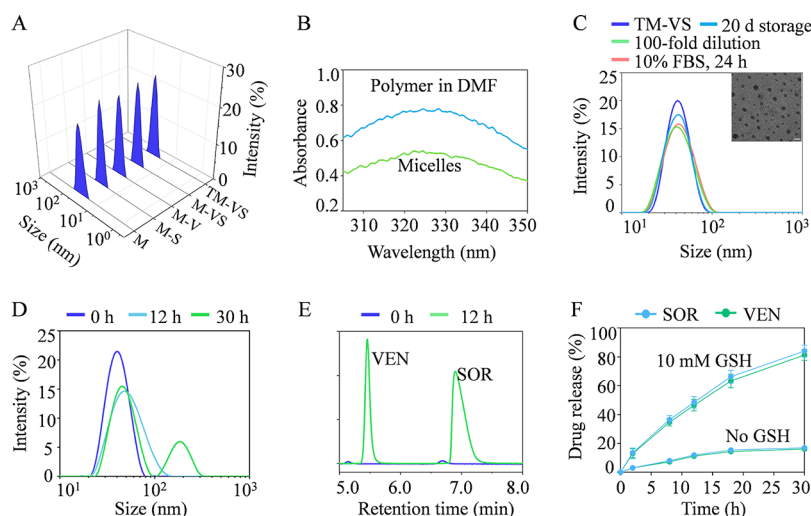 A
30
20
10
0
Intensity (%)
10³
10²
10¹
10⁰
Size (nm)
M
M-S
M-V
M-VS
TM-VS
B
1.0
0.8
0.6
0.4
0.2
Absorbance
Polymer in DMF
Micelles
310 320 330 340 350
Wavelength (nm)
C
TM-VS 20 d storage
100-fold dilution
10% FBS, 24 h
25
20
15
10
5
0
Intensity (%)
10¹ 10² 10³
Size (nm)
D
0 h 12 h 30 h
25
20
15
10
5
0
Intensity (%)
10¹ 10² 10³
Size (nm)
E
0 h 12 h
VEN
SOR
5.0 6.0 7.0 8.0
Retention time (min)
F
SOR VEN
100
80
60
40
20
0
Drug release (%)
10 mM GSH
No GSH
0 5 10 15 20 25 30
Time (h)